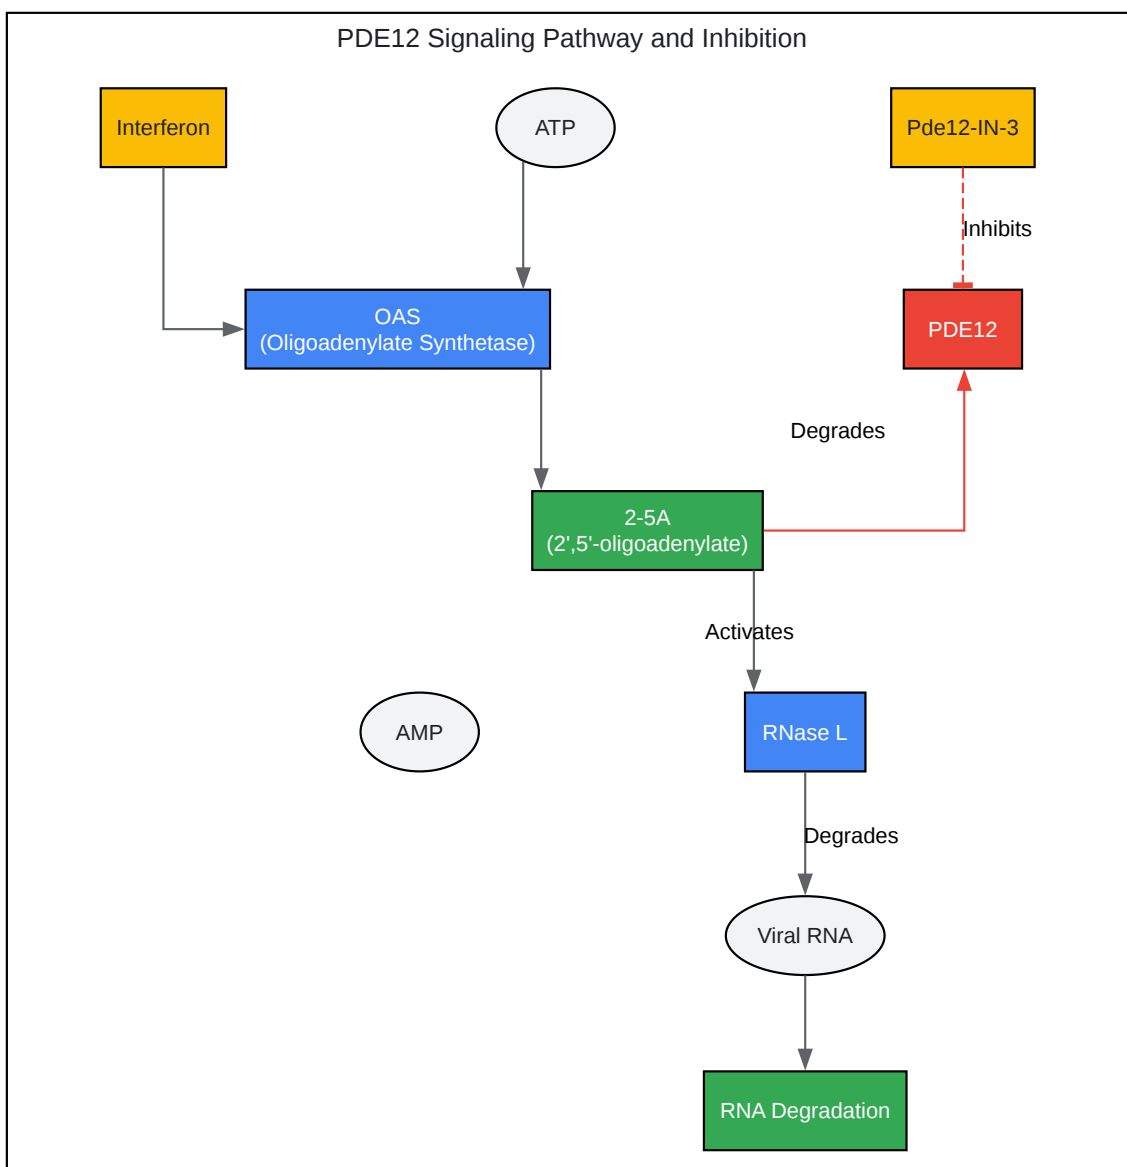 PDE12 Signaling Pathway and Inhibition
Interferon
ATP
Pde12-IN-3
Inhibits
OAS
(Oligoadenylate Synthetase)
PDE12
Degrades
2-5A
(2',5'-oligoadenylate)
Activates
AMP
RNase L
Degrades
Viral RNA
RNA Degradation